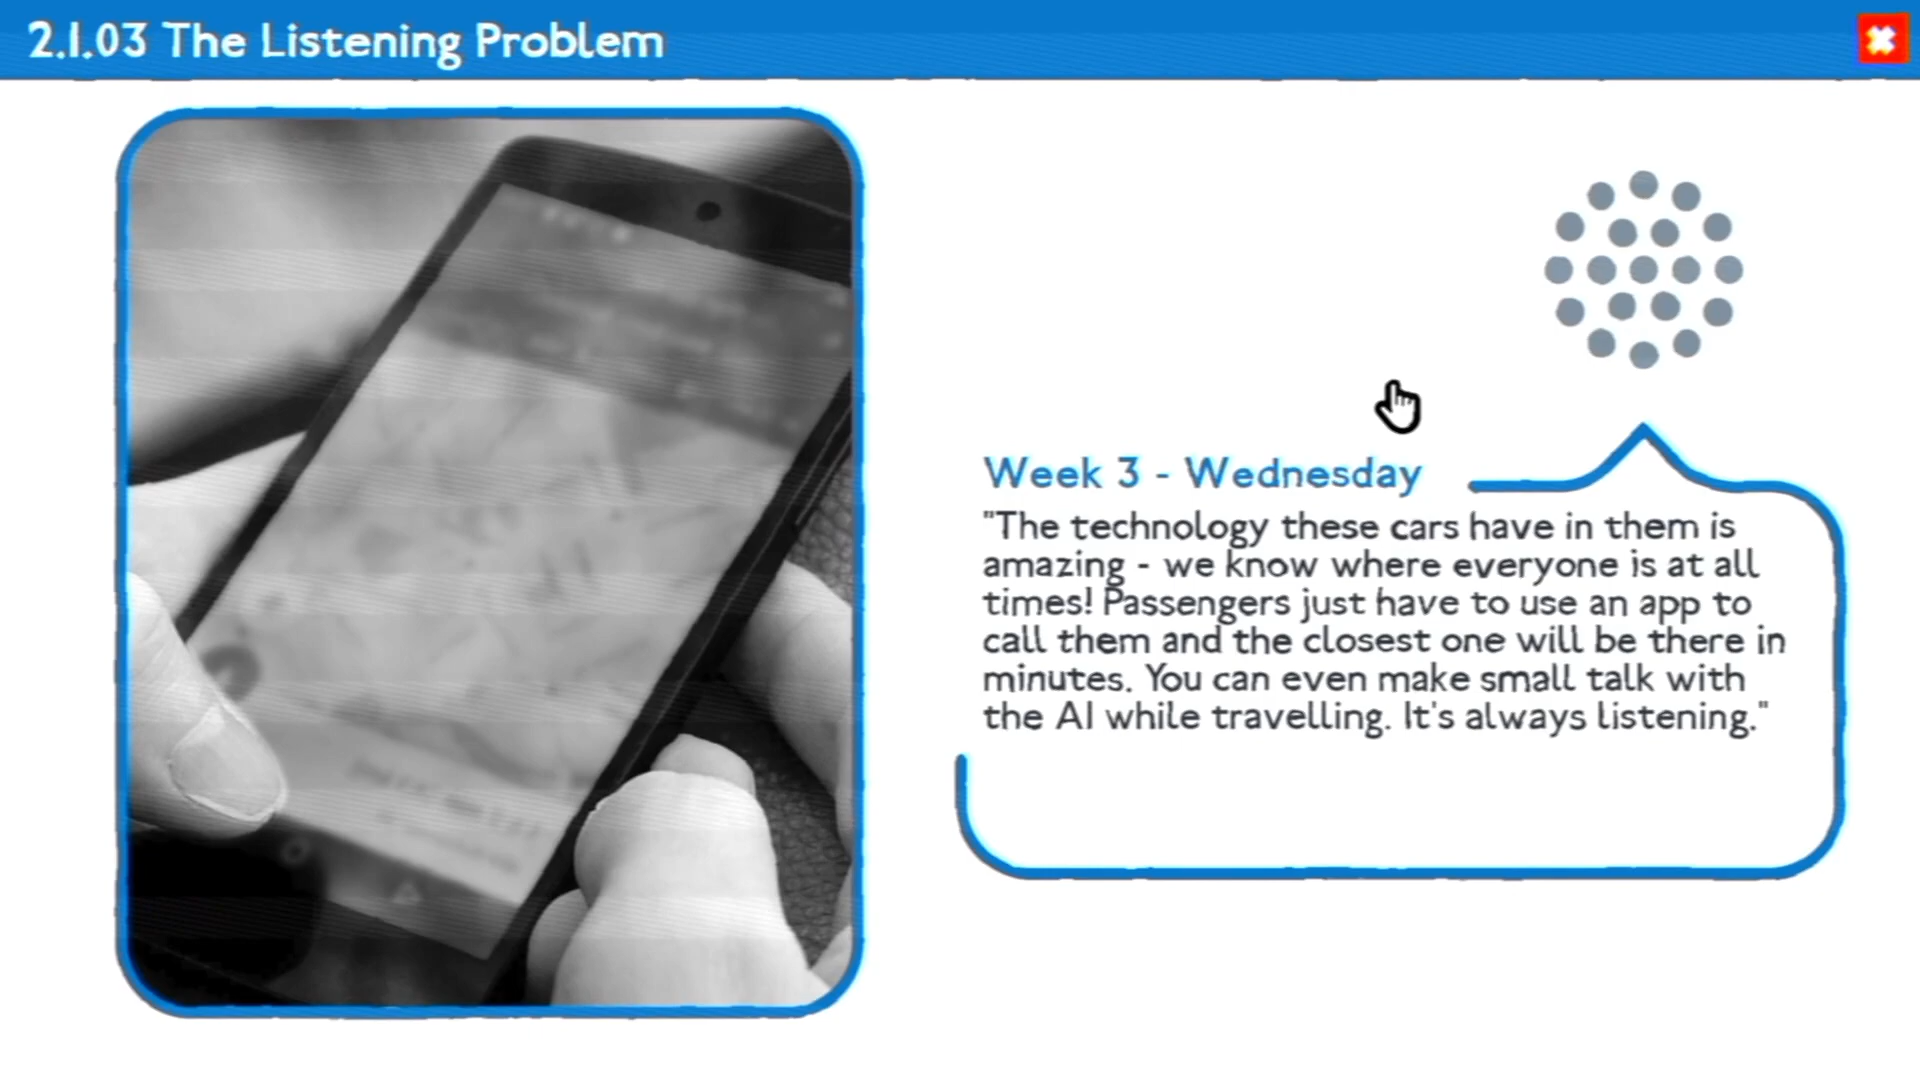 2.1.03 The Listening Problem
Week 3 - Wednesday
"The technology these cars have in them is
amazing - we know where everyone is at all
times! Passengers just have to use an app to
call them and the closest one will be there in
minutes. You can even make small talk with
the AI while travelling. It's always listening."